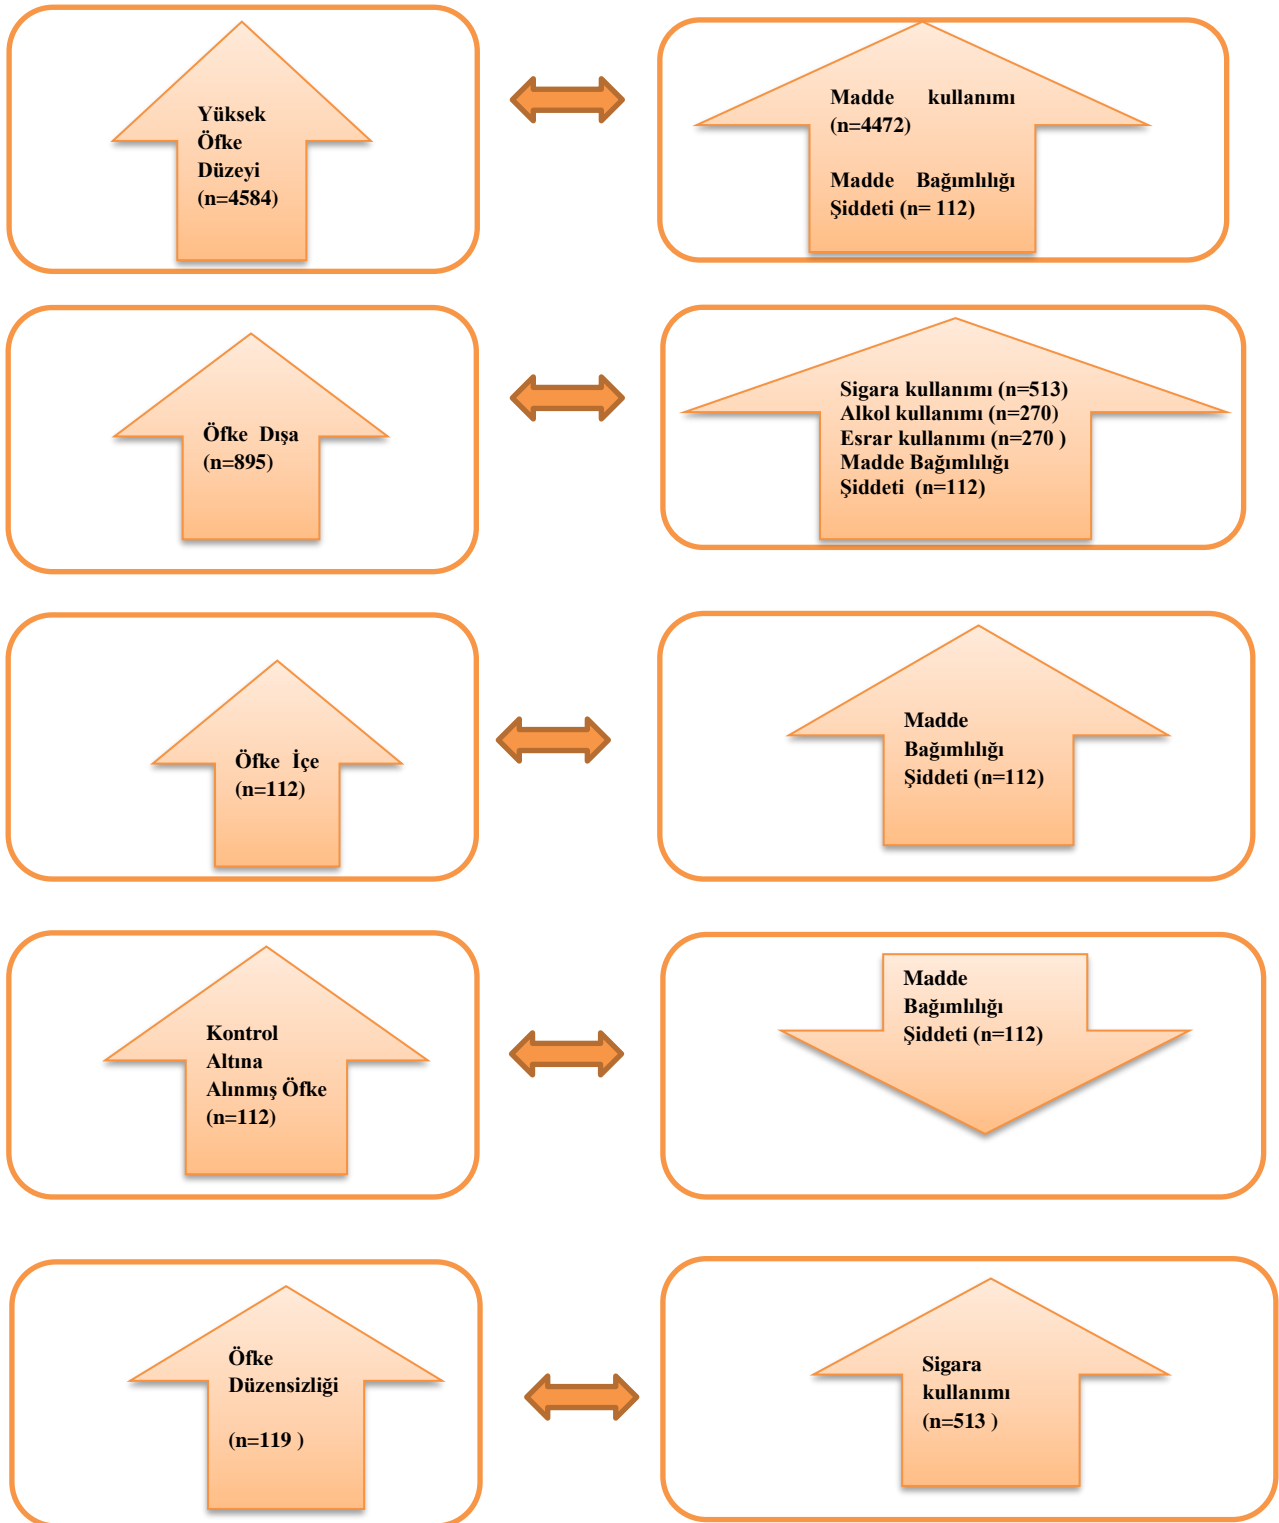 Yüksek
Öfke
Düzeyi
(n=4584)
Madde kullanımı
(n=4472)
Madde Bağımlılığı
Şiddeti (n= 112)
Öfke Dışa
(n=895)
Sigara kullanımı (n=513)
Alkol kullanımı (n=270)
Esrar kullanımı (n=270 )
Madde Bağımlılığı
Şiddeti (n=112)
Öfke İçe
(n=112)
Madde
Bağımlılığı
Şiddeti (n=112)
Kontrol
Altına
Alınmış Öfke
(n=112)
Madde
Bağımlılığı
Şiddeti (n=112)
Öfke
Düzensizliği
(n=119 )
Sigara
kullanımı
(n=513 )